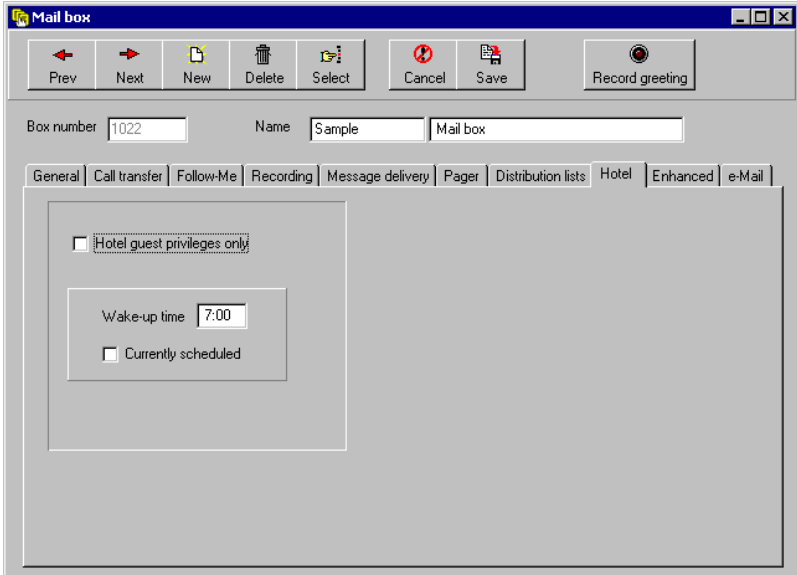 Mail box
Prev Next New Delete Select Cancel Save Record greeting
Box number 1022 Name Sample Mail box
General Call transfer Follow-Me Recording Message delivery Pager Distribution lists Hotel Enhanced e-Mail
Hotel guest privileges only
Wake-up time 7:00
Currently scheduled